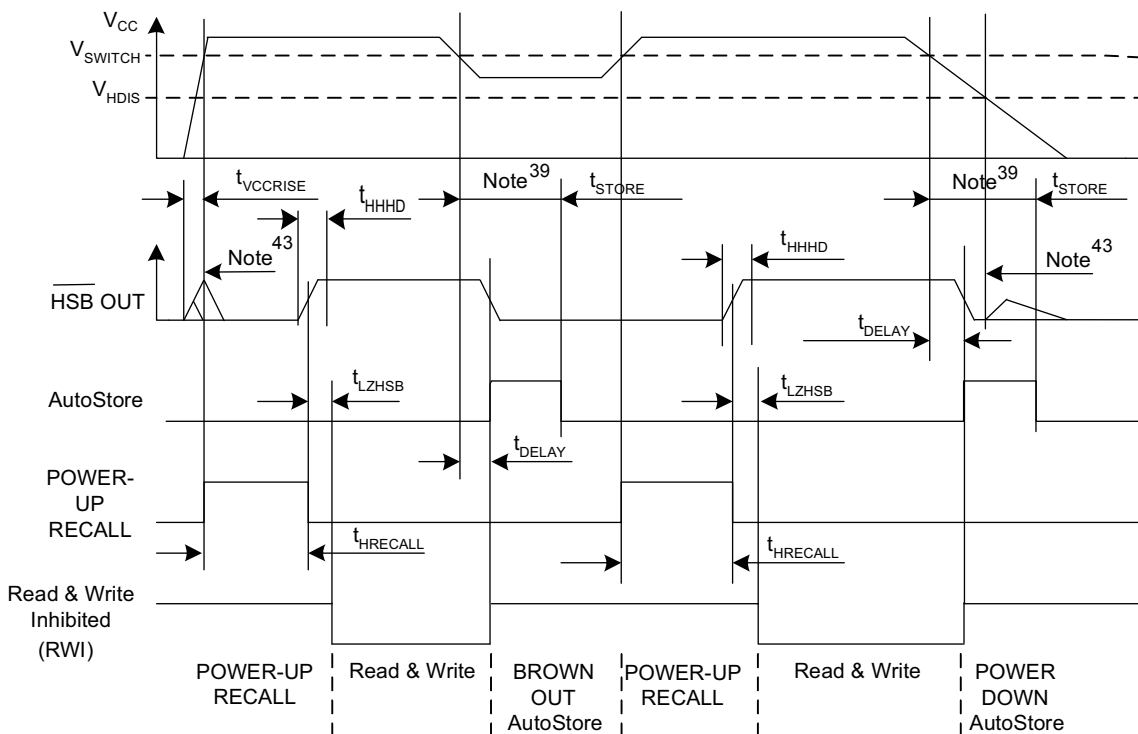 VCC
VSWITCH
VHDIS
tVCCRISE
Note39
tSTORE
Note39
tSTORE
tHHHD
Note43
tHHHD
Note43
HSB OUT
tDELAY
tLZHSB
tLZHSB
AutoStore
tDELAY
POWER-
UP
RECALL
tHRECALL
tHRECALL
Read & Write
Inhibited
(RWI)
POWER-UP
RECALL
Read & Write
BROWN
OUT
AutoStore
POWER-UP
RECALL
Read & Write
POWER
DOWN
AutoStore